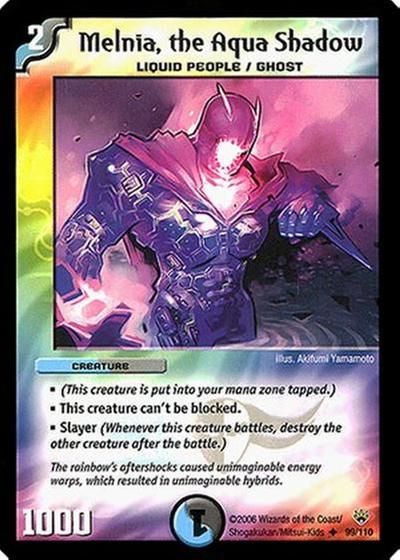 2
Melnia, the Aqua Shadow
LIQUID PEOPLE / GHOST
illus. Akifumi Yamamoto
CREATURE
▪ (This creature is put into your mana zone tapped.)
▪ This creature can't be blocked.
▪ Slayer (Whenever this creature battles, destroy the
other creature after the battle.)
The rainbow's aftershocks caused unimaginable energy
warps, which resulted in unimaginable hybrids.
1000
1
©2006 Wizards of the Coast/
Shogakukan/Mitsui-Kids ♦ 99/110